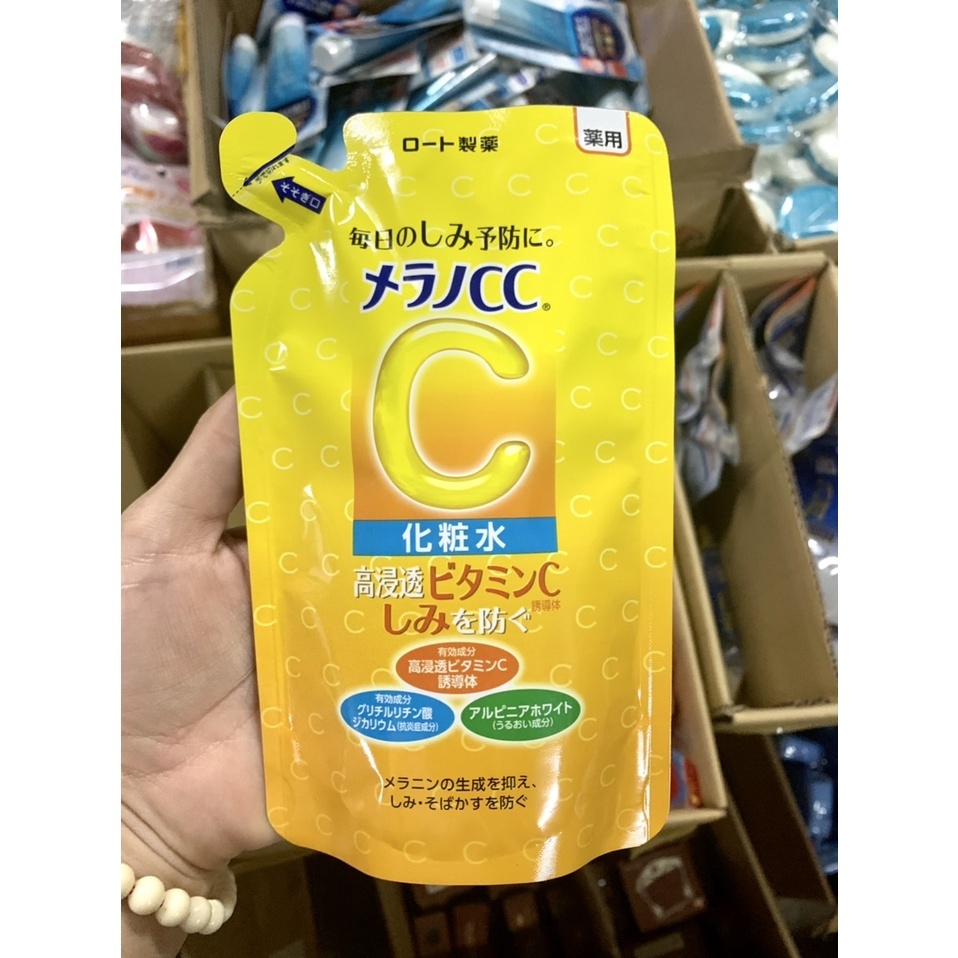 ロート製薬
薬用
そそぎ口
毎日のしみ予防に。
メラノCC®
C
化粧水
高浸透ビタミンC誘導体
しみを防ぐ
有効成分
高浸透ビタミンC
誘導体
有効成分
グリチルリチン酸
ジカリウム(抗炎症成分)
アルピニアホワイト
(うるおい成分)
メラニンの生成を抑え、
しみ・そばかすを防ぐ